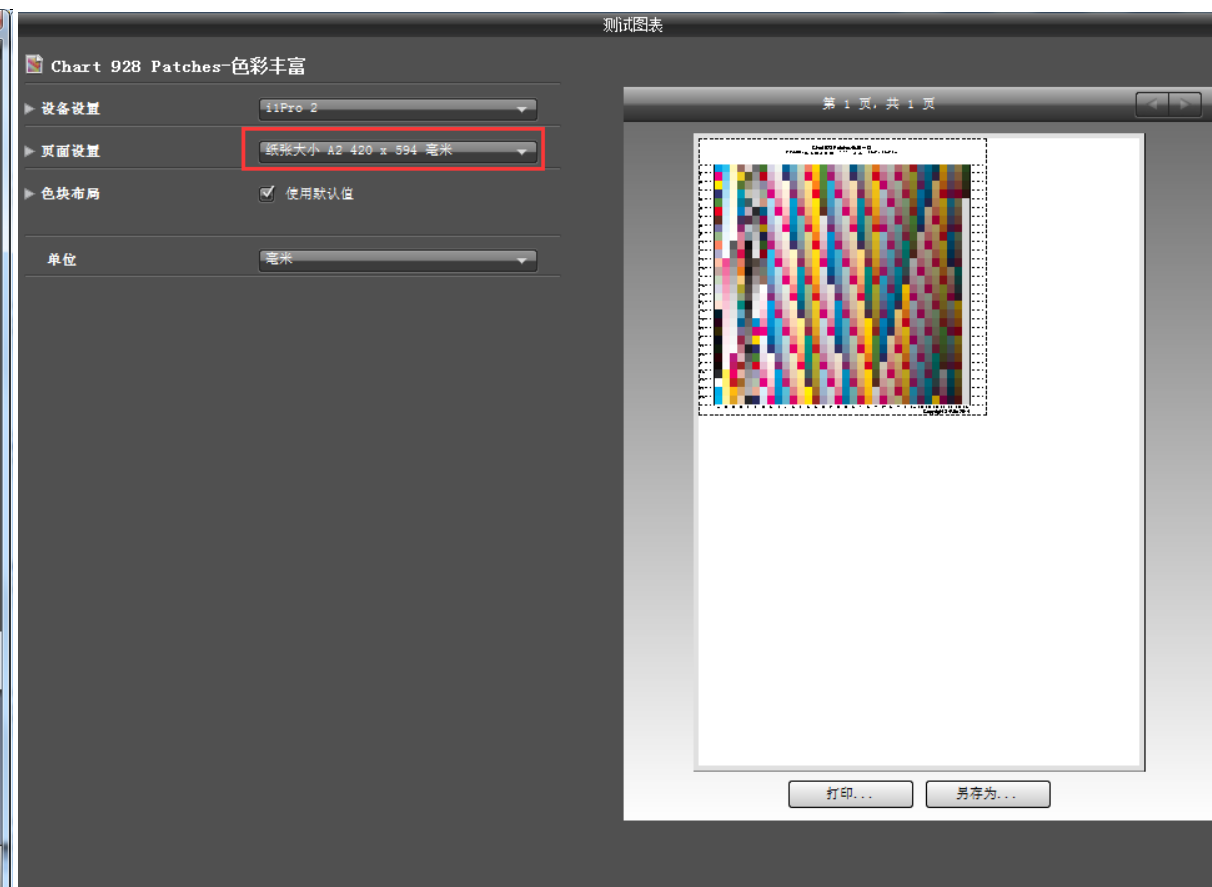 测试图表
Chart 928 Patches-色彩丰富
设备设置
i1Pro 2
页面设置
纸张大小 A2 420 x 594 毫米
色块布局
使用默认值
单位
毫米
第 1 页, 共 1 页
打印...
另存为...